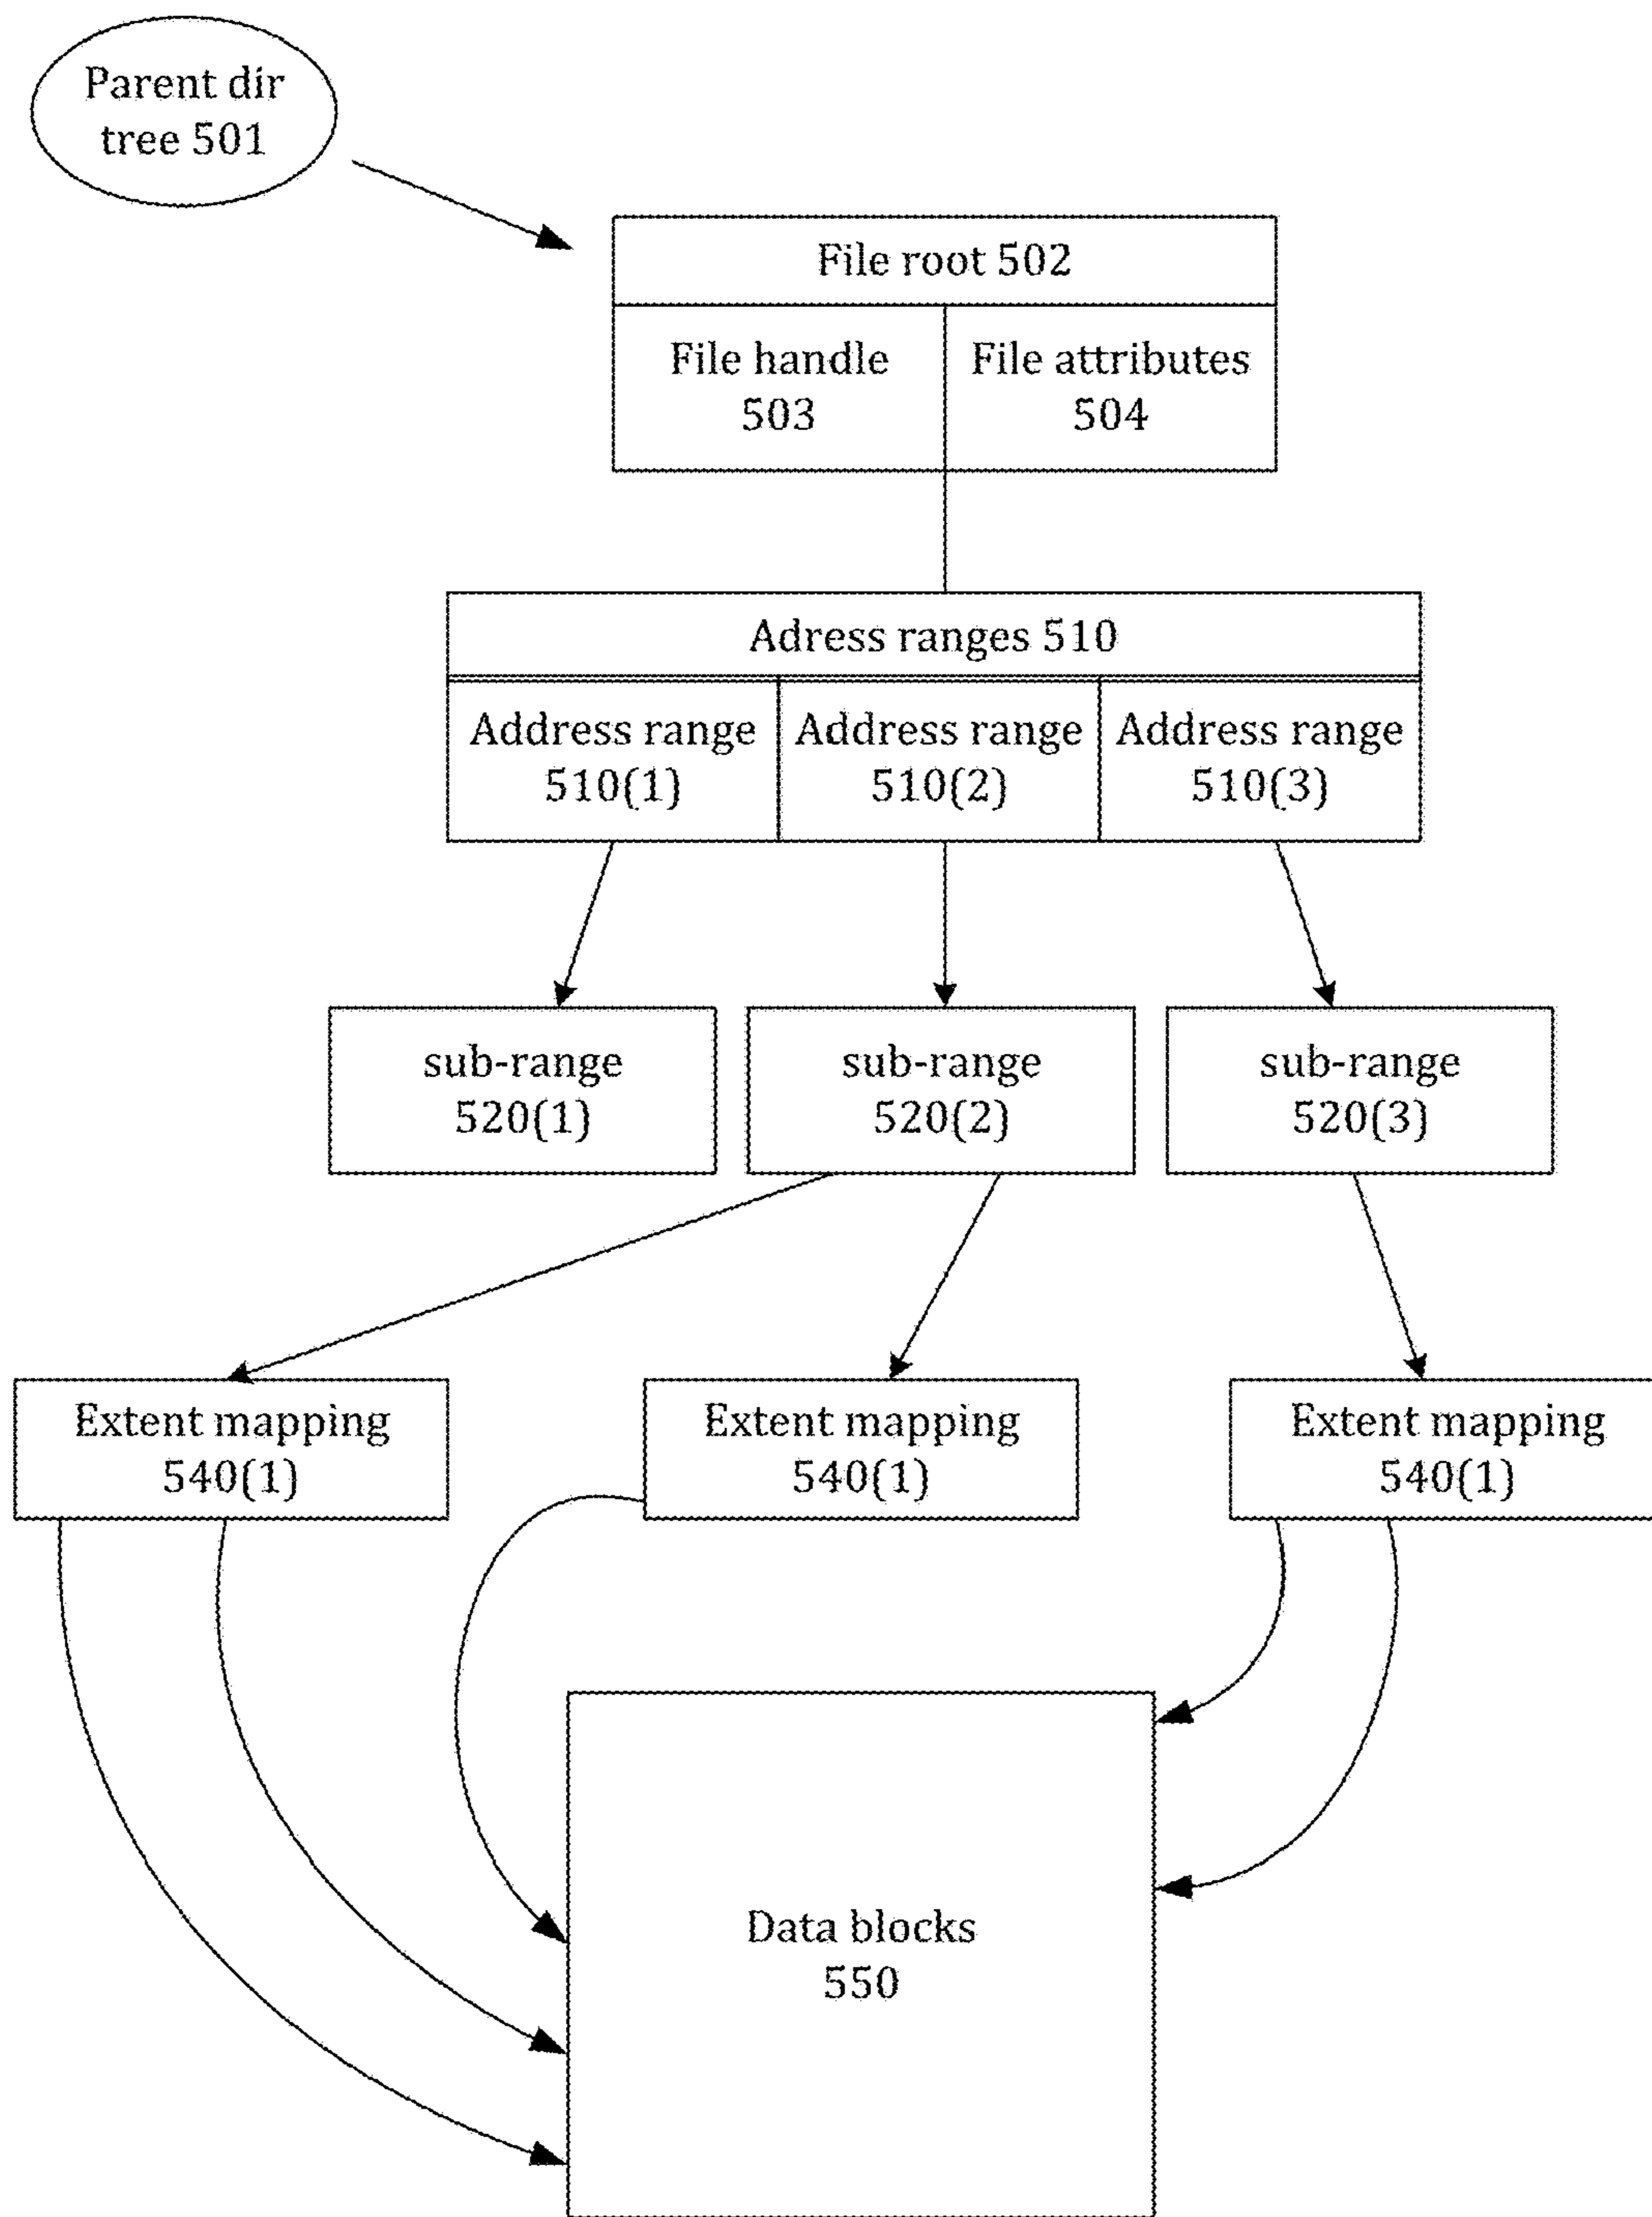 Parent dir
tree 501
File root 502
File handle
503
File attributes
504
Adress ranges 510
Address range
510(1)
Address range
510(2)
Address range
510(3)
sub-range
520(1)
sub-range
520(2)
sub-range
520(3)
Extent mapping
540(1)
Extent mapping
540(1)
Extent mapping
540(1)
Data blocks
550